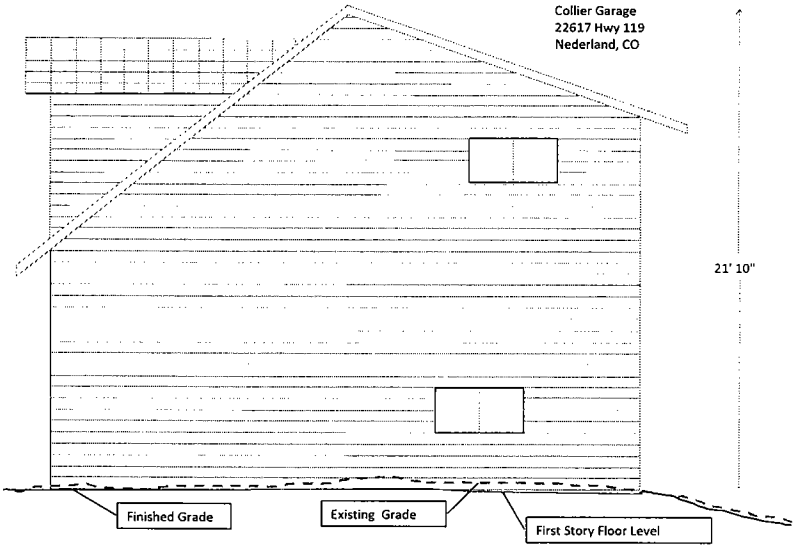 Collier Garage
22617 Hwy 119
Nederland, CO
21' 10"
Finished Grade
Existing Grade
First Story Floor Level